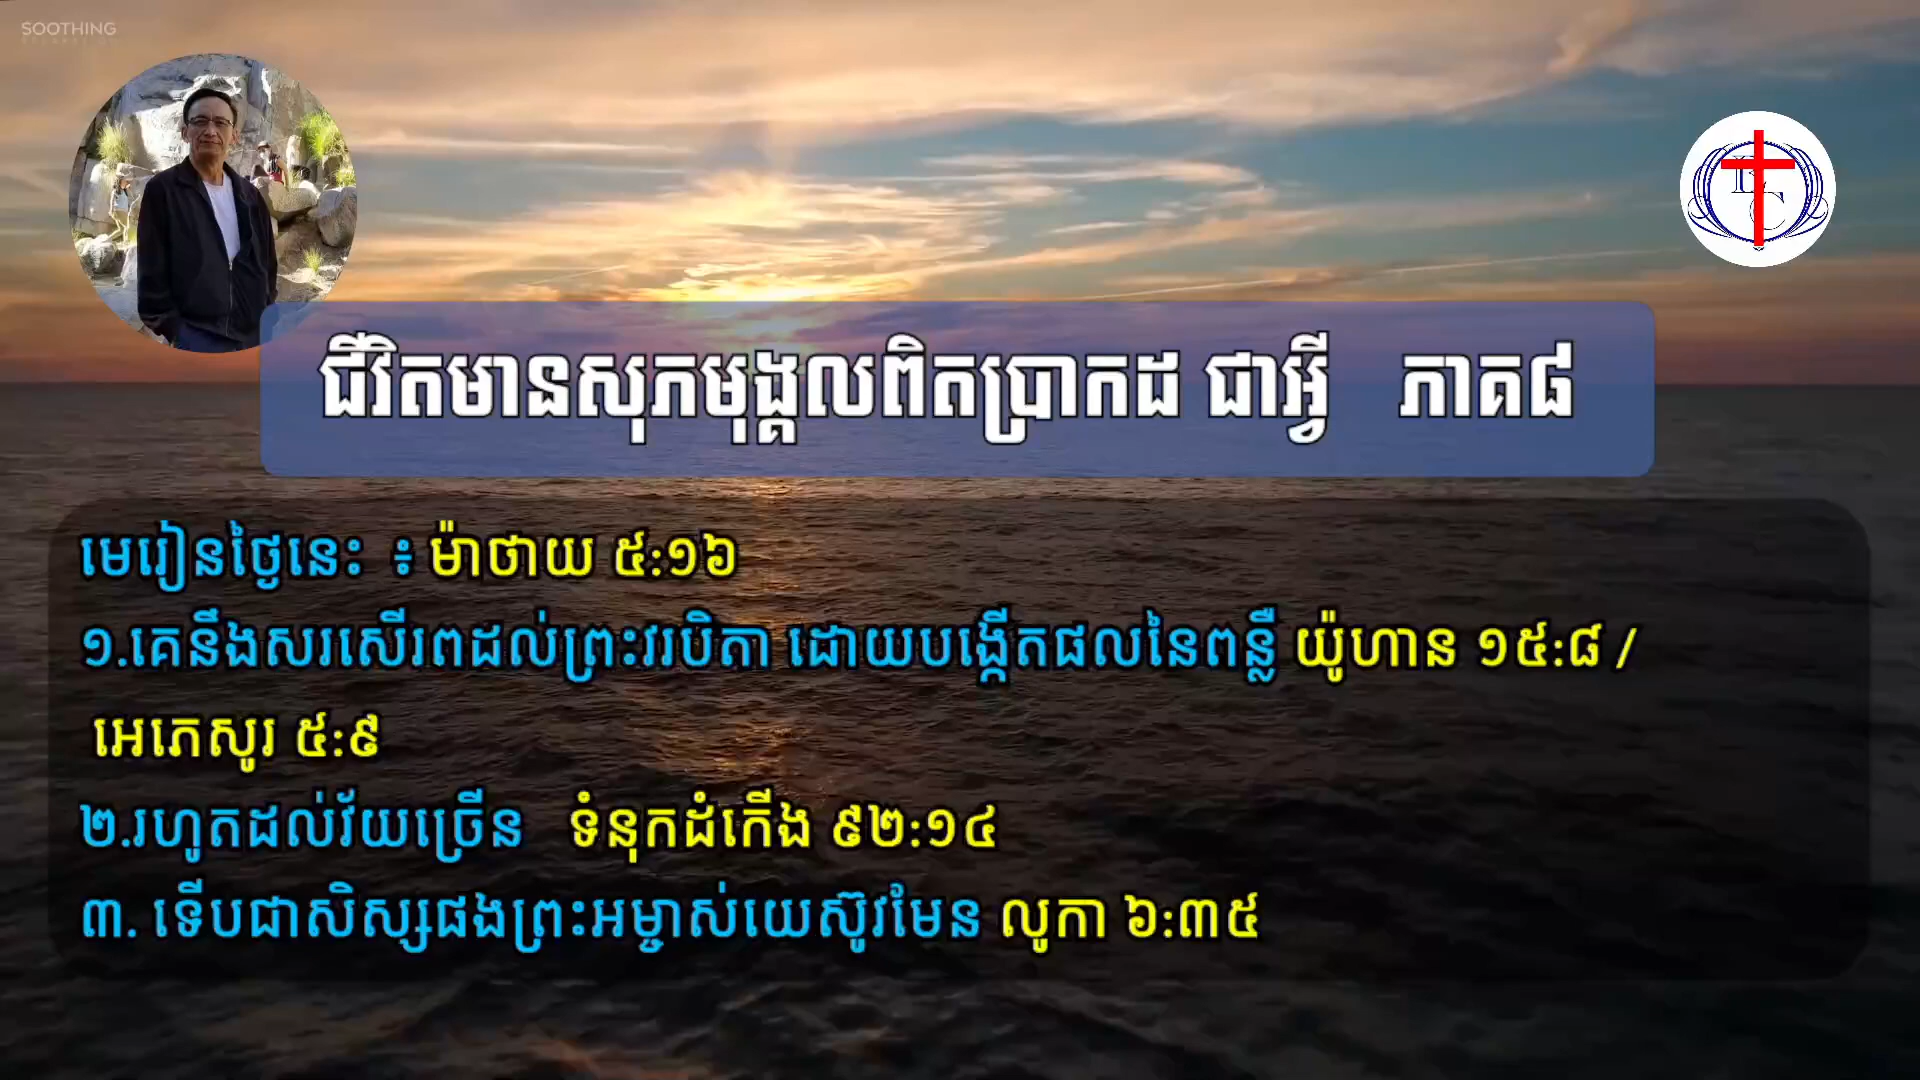 SOOTHING
ជីវិតមានសុភមុង្គលពិតប្រាកដ ជាអ្វី ភាគ៨
មេរៀនថ្ងៃនេះ ៖ ម៉ាថាយ ៥:១៦
១.គេនឹងសរសើរពដល់ព្រះវរបិតា ដោយបង្កើតផលនៃពន្លឺ យ៉ូហាន ១៥:៨ /
អេភេសូរ ៥:៩
២.រហូតដល់វ័យច្រើន ទំនុកដំកើង ៩២:១៤
៣. ទើបជាសិស្សផងព្រះអម្ចាស់យេស៊ូវមែន លូកា ៦:៣៥